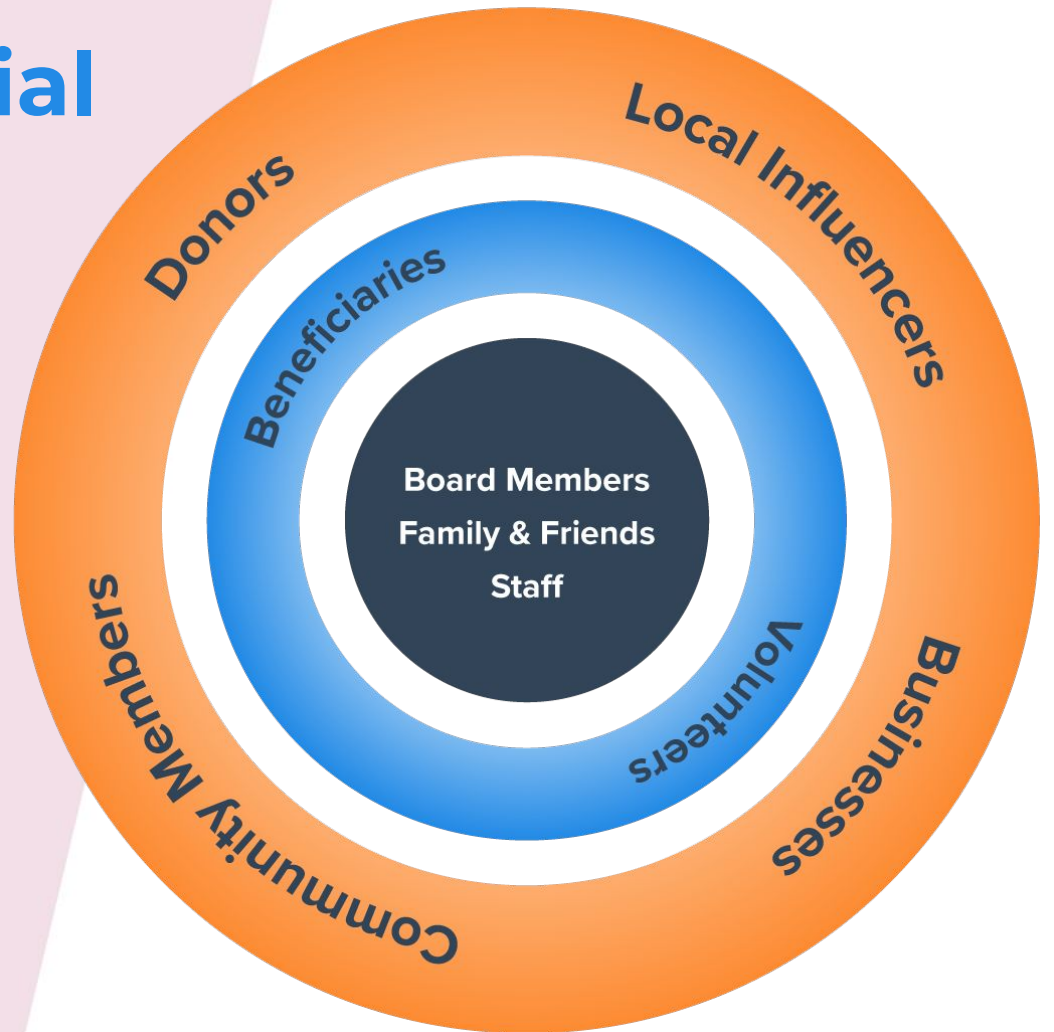 ial
Donors
Local Influencers
Beneficiaries
Board Members
Family & Friends
Staff
Volunteers
Businesses
Community Members